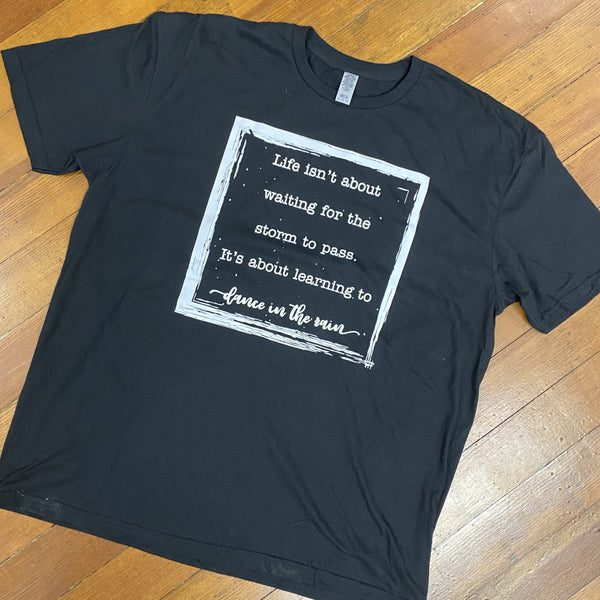 Life isn't about
waiting for the
storm to pass.
It's about learning to
dance in the rain